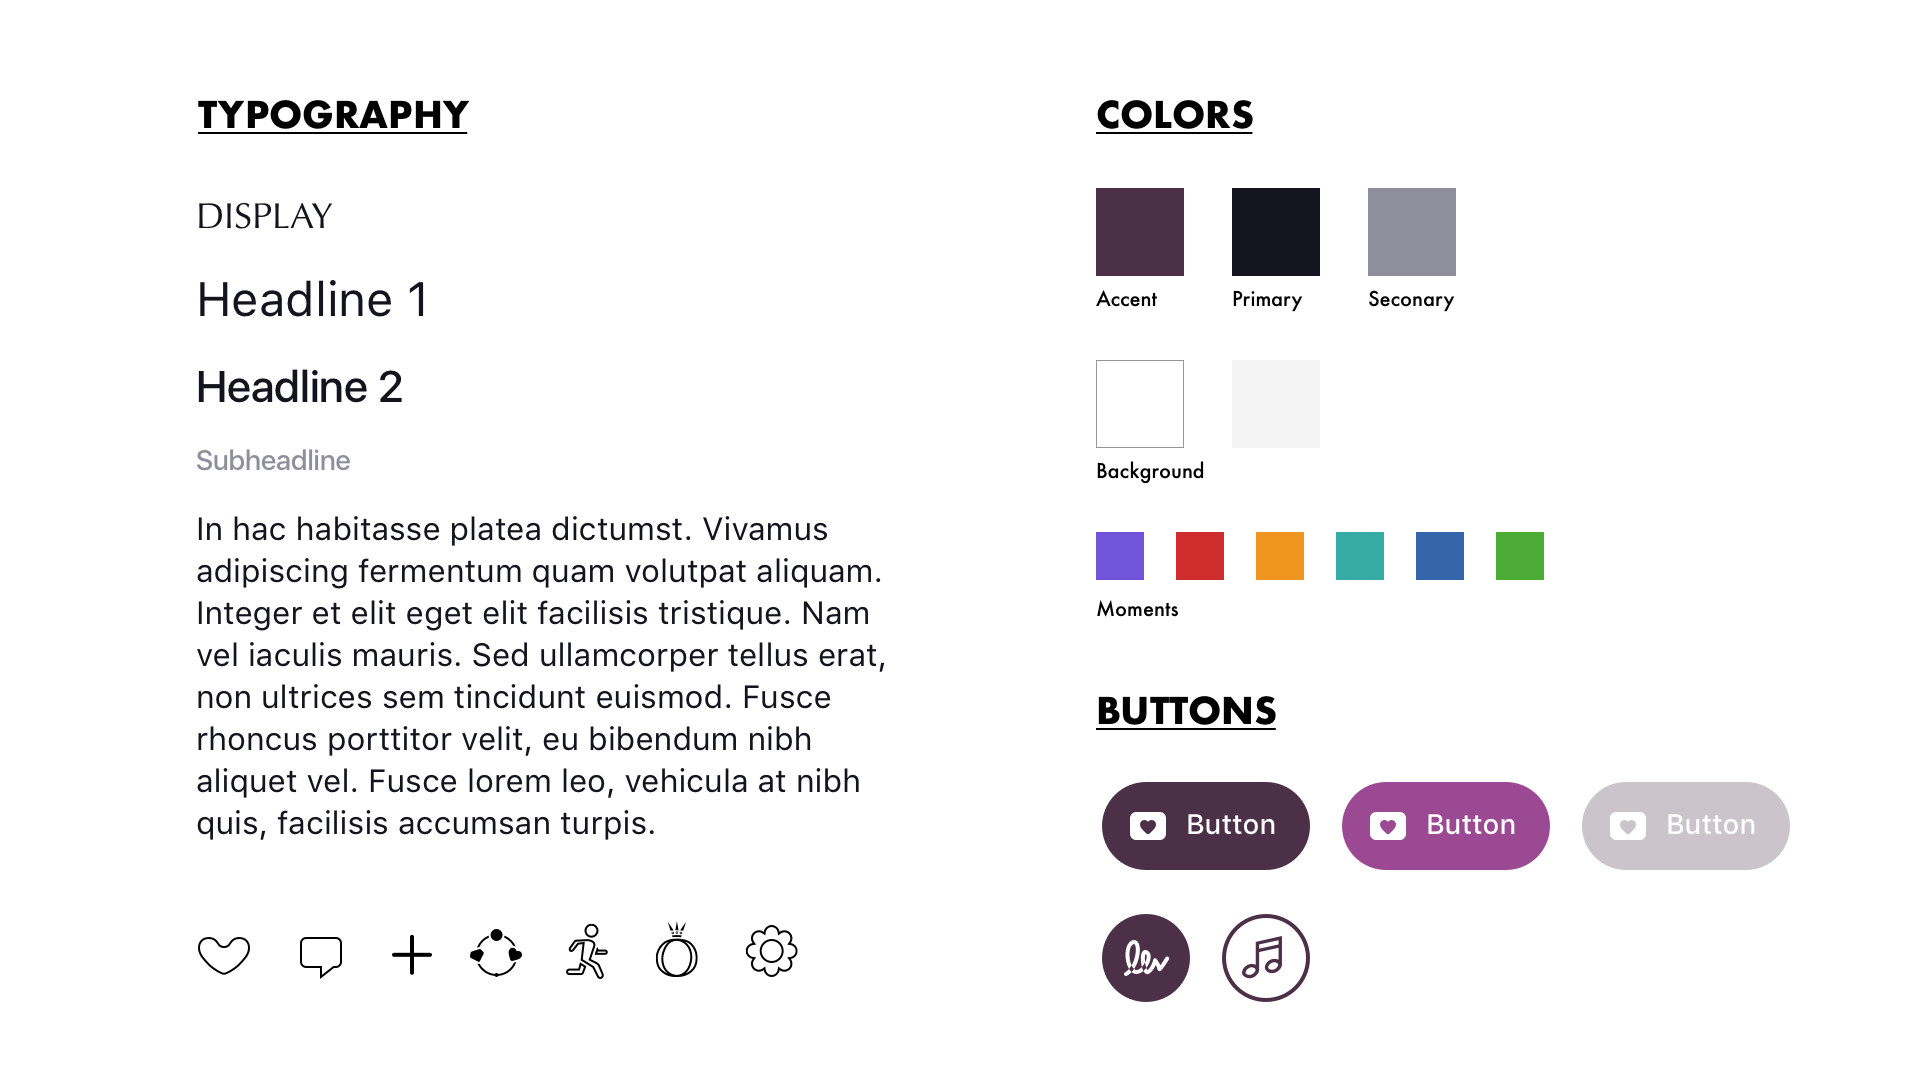 TYPOGRAPHY
DISPLAY
Headline 1
Headline 2
Subheadline
In hac habitasse platea dictumst. Vivamus
adipiscing fermentum quam volutpat aliquam.
Integer et elit eget elit facilisis tristique. Nam
vel iaculis mauris. Sed ullamcorper tellus erat,
non ultrices sem tincidunt euismod. Fusce
rhoncus porttitor velit, eu bibendum nibh
aliquet vel. Fusce lorem leo, vehicula at nibh
quis, facilisis accumsan turpis.
COLORS
Accent Primary Seconary
Background
Moments
BUTTONS
Button Button Button